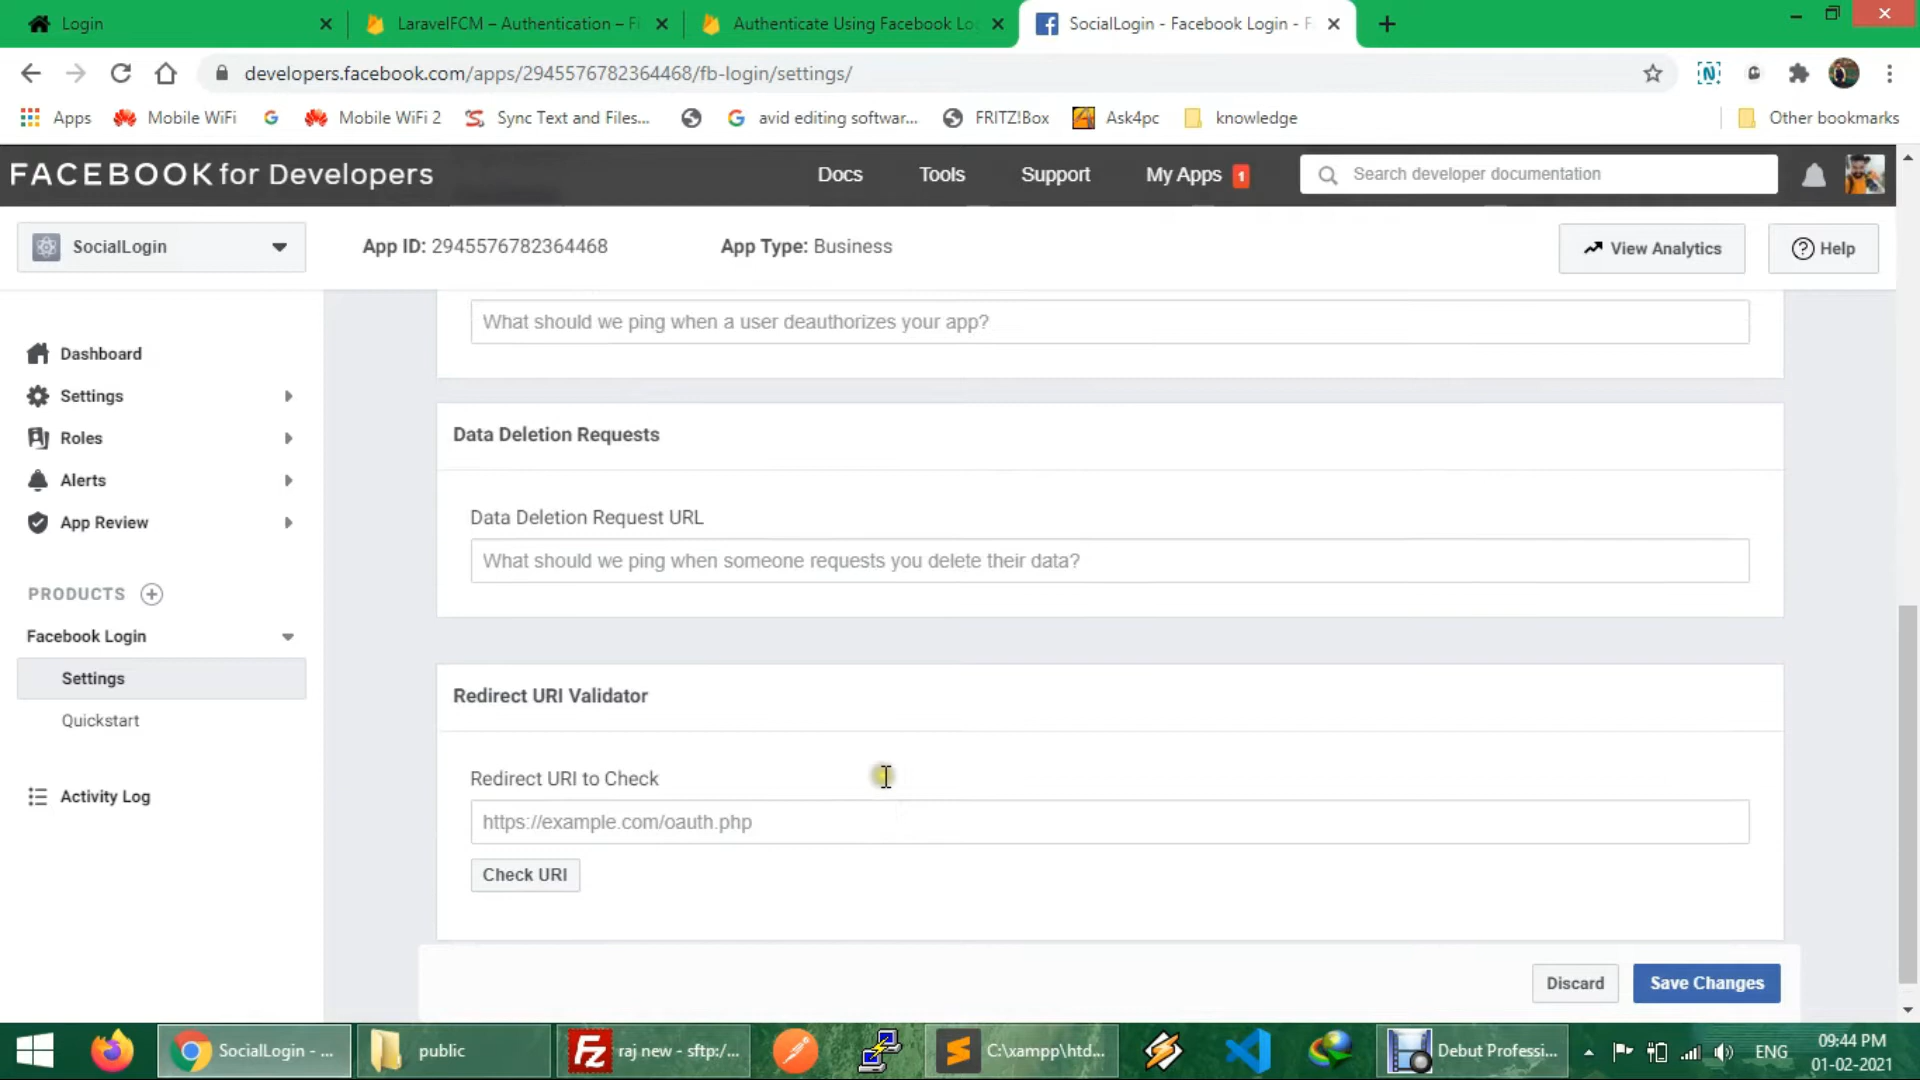 Login
LaravelFCM – Authentication – Fi
Authenticate Using Facebook Lo
SocialLogin - Facebook Login - F
developers.facebook.com/apps/2945576782364468/fb-login/settings/
Apps
Mobile WiFi
Mobile WiFi 2
Sync Text and Files...
avid editing softwar...
FRITZ!Box
Ask4pc
knowledge
Other bookmarks
FACEBOOK for Developers
Docs
Tools
Support
My Apps 1
Search developer documentation
SocialLogin
App ID: 2945576782364468
App Type: Business
View Analytics
Help
Dashboard
Settings
Roles
Alerts
App Review
PRODUCTS
Facebook Login
Settings
Quickstart
Activity Log
What should we ping when a user deauthorizes your app?
Data Deletion Requests
Data Deletion Request URL
What should we ping when someone requests you delete their data?
Redirect URI Validator
Redirect URI to Check
https://example.com/oauth.php
Check URI
Discard
Save Changes
SocialLogin - ...
public
raj new - sftp:/...
C:\xampp\htd...
Debut Professi...
ENG
09:44 PM
01-02-2021